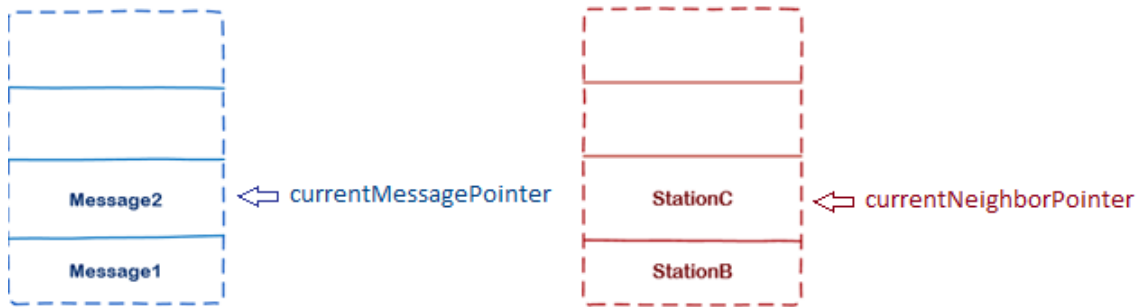 Message2
currentMessagePointer
StationC
currentNeighborPointer
Message1
StationB